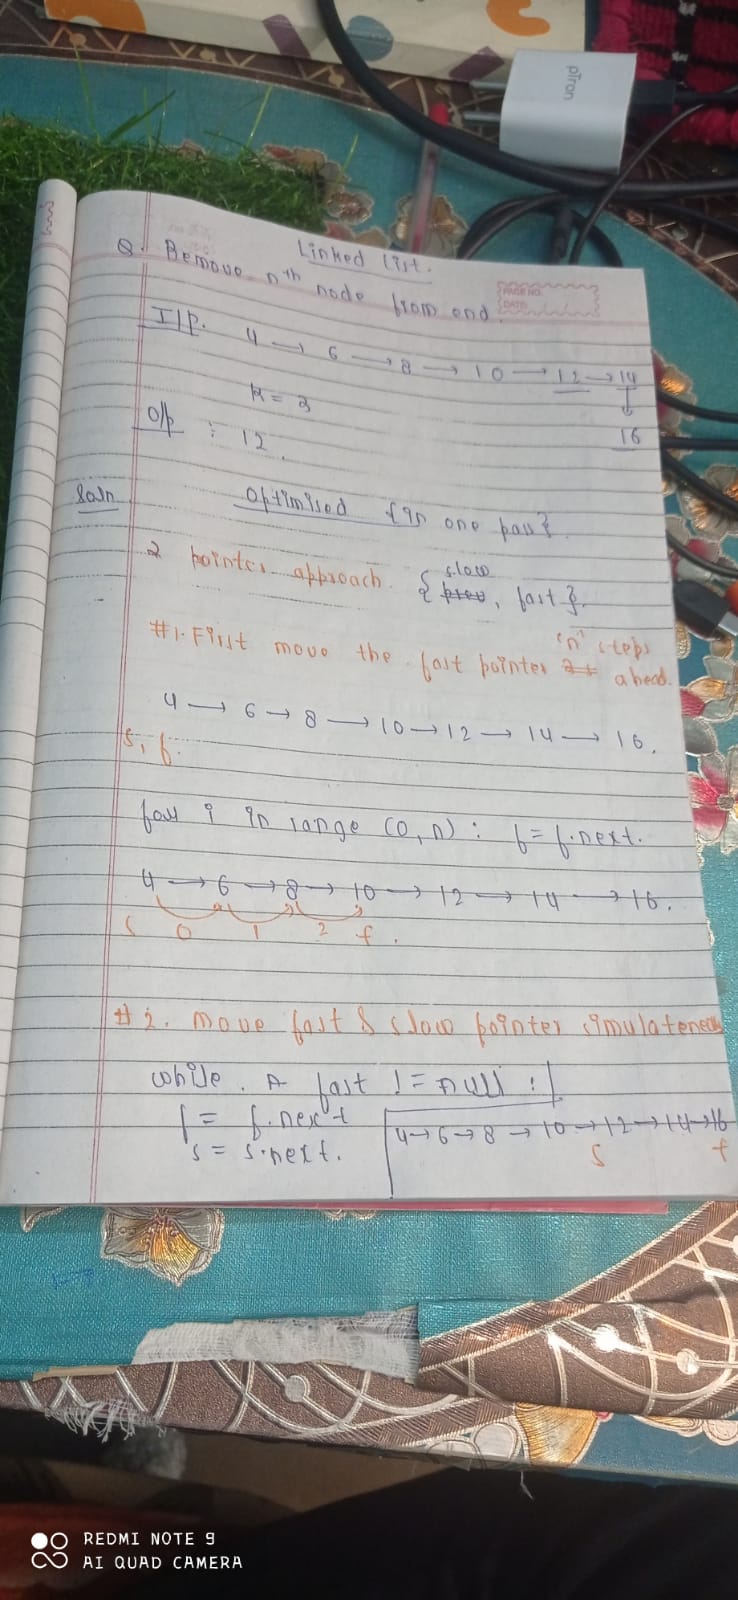 pTron
Linked List.
Q. Remove nth node from end.
PAGE NO.
DATE
I/p. 4 → 6 → 8 → 10 → 12 → 14
↓
16
K = 3
O/p : 12.
Soln Optimised {in one pass}.
2 pointer approach. {slow, fast}.
#1. First move the fast pointer 'n' steps ahead.
4 → 6 → 8 → 10 → 12 → 14 → 16.
s, f.
for i in range (0, n) : f = f.next.
4 → 6 → 8 → 10 → 12 → 14 → 16.
s 0 1 2 f.
#2. move fast & slow pointer simulateneously
while fast != null :
f = f.next
s = s.next.
4→6→8→10→12→14→16
s f
REDMI NOTE 9
AI QUAD CAMERA